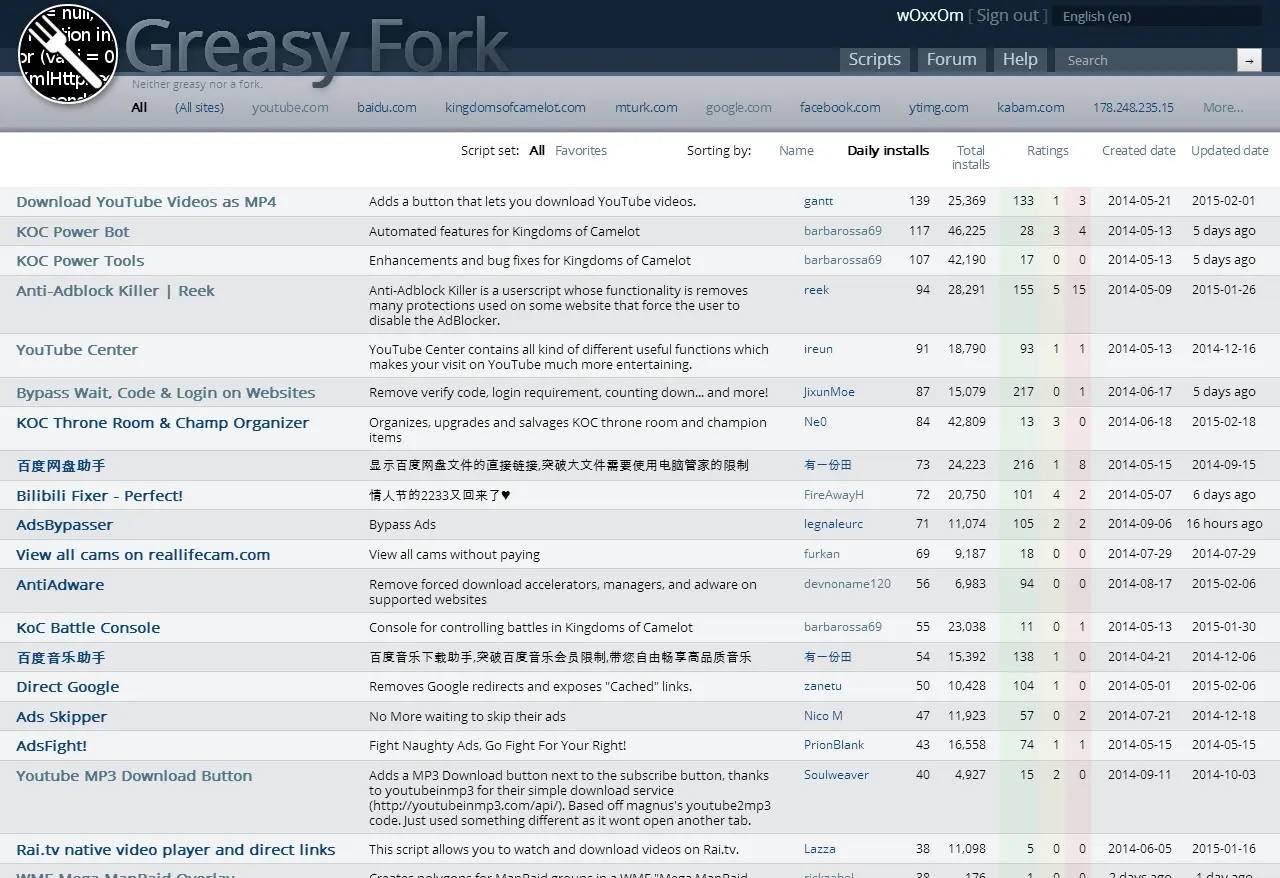 null,
tion in
or (va  i = 0
mlHttp
Greasy Fork
Neither greasy nor a fork.
wOxxOm [ Sign out ] English (en)
Scripts Forum Help Search →
All (All sites) youtube.com baidu.com kingdomsofcamelot.com mturk.com google.com facebook.com ytimg.com kabam.com 178.248.235.15 More...
Script set: All Favorites Sorting by: Name Daily installs Total Ratings Created date Updated date
installs
Download YouTube Videos as MP4 Adds a button that lets you download YouTube videos. gantt 139 25,369 133 1 3 2014-05-21 2015-02-01
KOC Power Bot Automated features for Kingdoms of Camelot barbarossa69 117 46,225 28 3 4 2014-05-13 5 days ago
KOC Power Tools Enhancements and bug fixes for Kingdoms of Camelot barbarossa69 107 42,190 17 0 0 2014-05-13 5 days ago
Anti-Adblock Killer | Reek Anti-Adblock Killer is a userscript whose functionality is removes reek 94 28,291 155 5 15 2014-05-09 2015-01-26
many protections used on some website that force the user to
disable the AdBlocker.
YouTube Center YouTube Center contains all kind of different useful functions which ireun 91 18,790 93 1 1 2014-05-13 2014-12-16
makes your visit on YouTube much more entertaining.
Bypass Wait, Code & Login on Websites Remove verify code, login requirement, counting down... and more! JixunMoe 87 15,079 217 0 1 2014-06-17 5 days ago
KOC Throne Room & Champ Organizer Organizes, upgrades and salvages KOC throne room and champion Ne0 84 42,809 13 3 0 2014-06-18 2015-02-18
items
百度网盘助手 显示百度网盘文件的直接链接,突破大文件需要使用电脑管家的限制 有一份田 73 24,223 216 1 8 2014-05-15 2014-09-15
Bilibili Fixer - Perfect! 情人节的2233又回来了♥ FireAwayH 72 20,750 101 4 2 2014-05-07 6 days ago
AdsBypasser Bypass Ads legnaleurc 71 11,074 105 2 2 2014-09-06 16 hours ago
View all cams on reallifecam.com View all cams without paying furkan 69 9,187 18 0 0 2014-07-29 2014-07-29
AntiAdware Remove forced download accelerators, managers, and adware on devnoname120 56 6,983 94 0 0 2014-08-17 2015-02-06
supported websites
KoC Battle Console Console for controlling battles in Kingdoms of Camelot barbarossa69 55 23,038 11 0 1 2014-05-13 2015-01-30
百度音乐助手 百度音乐下载助手,突破百度音乐会员限制,带您自由畅享高品质音乐 有一份田 54 15,392 138 1 0 2014-04-21 2014-12-06
Direct Google Removes Google redirects and exposes "Cached" links. zanetu 50 10,428 104 1 0 2014-05-01 2015-02-06
Ads Skipper No More waiting to skip their ads Nico M 47 11,923 57 0 2 2014-07-21 2014-12-18
AdsFight! Fight Naughty Ads, Go Fight For Your Right! PrionBlank 43 16,558 74 1 1 2014-05-15 2014-05-15
Youtube MP3 Download Button Adds a MP3 Download button next to the subscribe button, thanks Soulweaver 40 4,927 15 2 0 2014-09-11 2014-10-03
to youtubeinmp3 for their simple download service
(http://youtubeinmp3.com/api/). Based off magnus's youtube2mp3
code. Just used something different as it wont open another tab.
Rai.tv native video player and direct links This script allows you to watch and download videos on Rai.tv. Lazza 38 11,098 5 0 0 2014-06-05 2015-01-16
WME Mega MapRaid Overlay Creates polygons for MapRaid groups in a WME "Mega MapRaid rickzabel 38 176 1 0 0 2 days ago 1 day ago